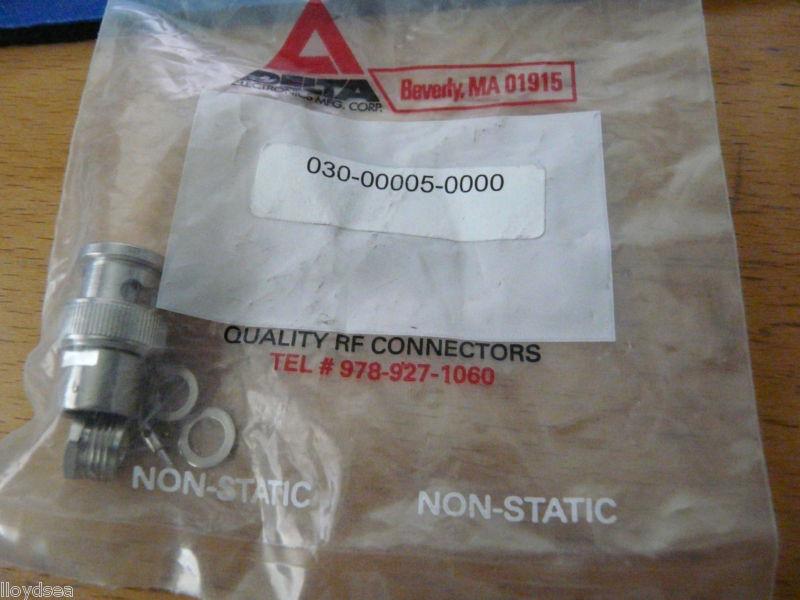 DELTA
ELECTRONICS MFG. CORP.
Beverly, MA 01915
030-00005-0000
QUALITY RF CONNECTORS
TEL # 978-927-1060
NON-STATIC
NON-STATIC
lloydsea